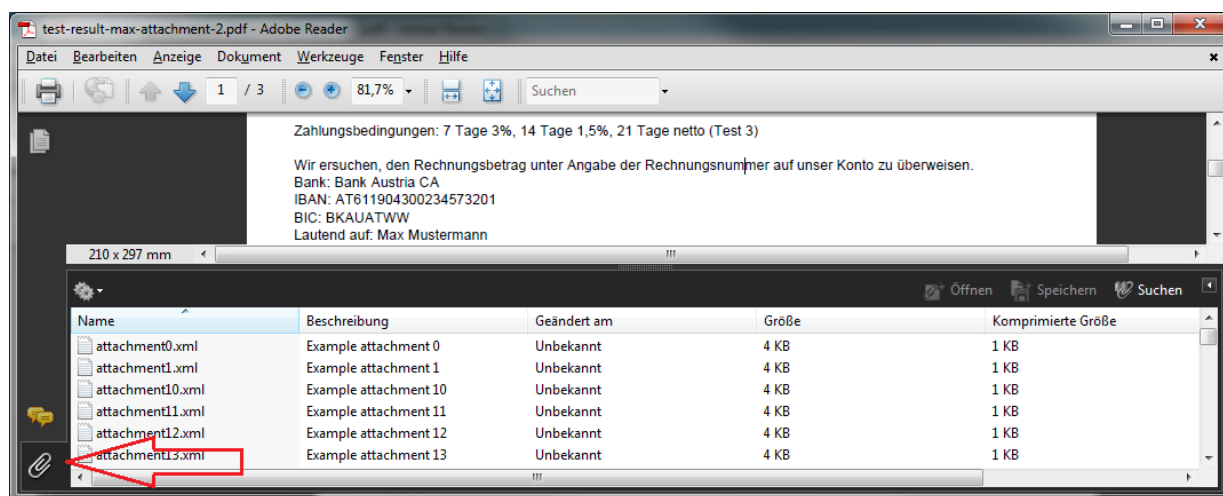 test-result-max-attachment-2.pdf - Adobe Reader
Datei Bearbeiten Anzeige Dokument Werkzeuge Fenster Hilfe
1 / 3 81,7% Suchen
Zahlungsbedingungen: 7 Tage 3%, 14 Tage 1,5%, 21 Tage netto (Test 3)
Wir ersuchen, den Rechnungsbetrag unter Angabe der Rechnungsnummer auf unser Konto zu überweisen.
Bank: Bank Austria CA
IBAN: AT611904300234573201
BIC: BKAUATWW
Lautend auf: Max Mustermann
210 x 297 mm
Öffnen Speichern Suchen
Name Beschreibung Geändert am Größe Komprimierte Größe
attachment0.xml Example attachment 0 Unbekannt 4 KB 1 KB
attachment1.xml Example attachment 1 Unbekannt 4 KB 1 KB
attachment10.xml Example attachment 10 Unbekannt 4 KB 1 KB
attachment11.xml Example attachment 11 Unbekannt 4 KB 1 KB
attachment12.xml Example attachment 12 Unbekannt 4 KB 1 KB
attachment13.xml Example attachment 13 Unbekannt 4 KB 1 KB